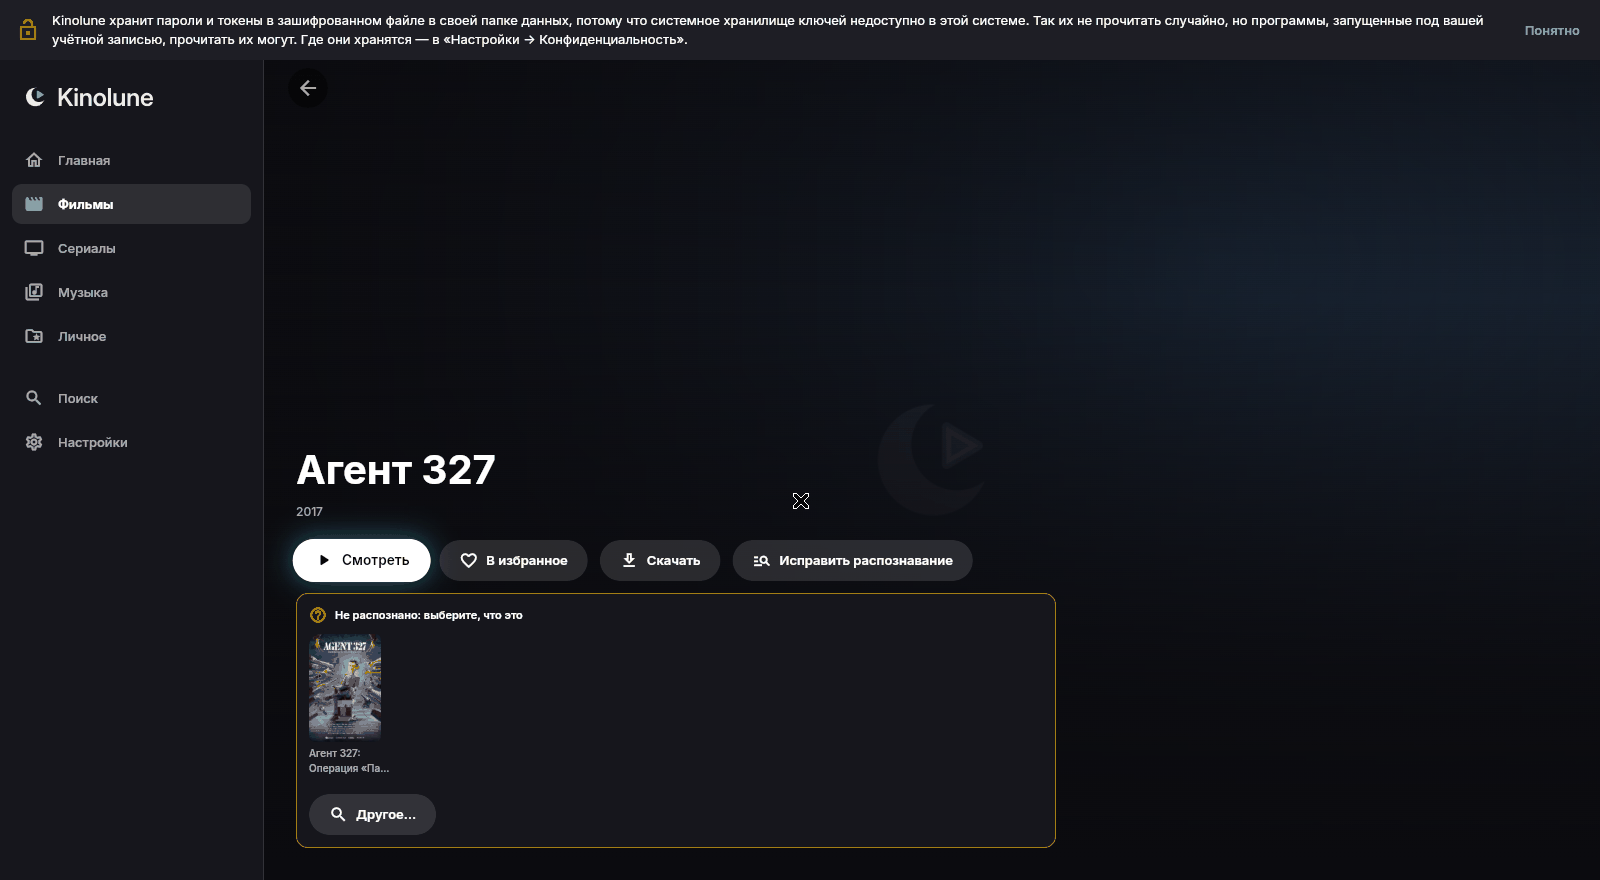 Kinolune хранит пароли и токены в зашифрованном файле в своей папке данных, потому что системное хранилище ключей недоступно в этой системе. Так их не прочитать случайно, но программы, запущенные под вашей
учётной записью, прочитать их могут. Где они хранятся — в «Настройки → Конфиденциальность».
Понятно
Kinolune
Главная
Фильмы
Сериалы
Музыка
Личное
Поиск
Настройки
Агент 327
2017
Смотреть
В избранное
Скачать
Исправить распознавание
Не распознано: выберите, что это
AGENT 327
Агент 327:
Операция «Па...
Другое...